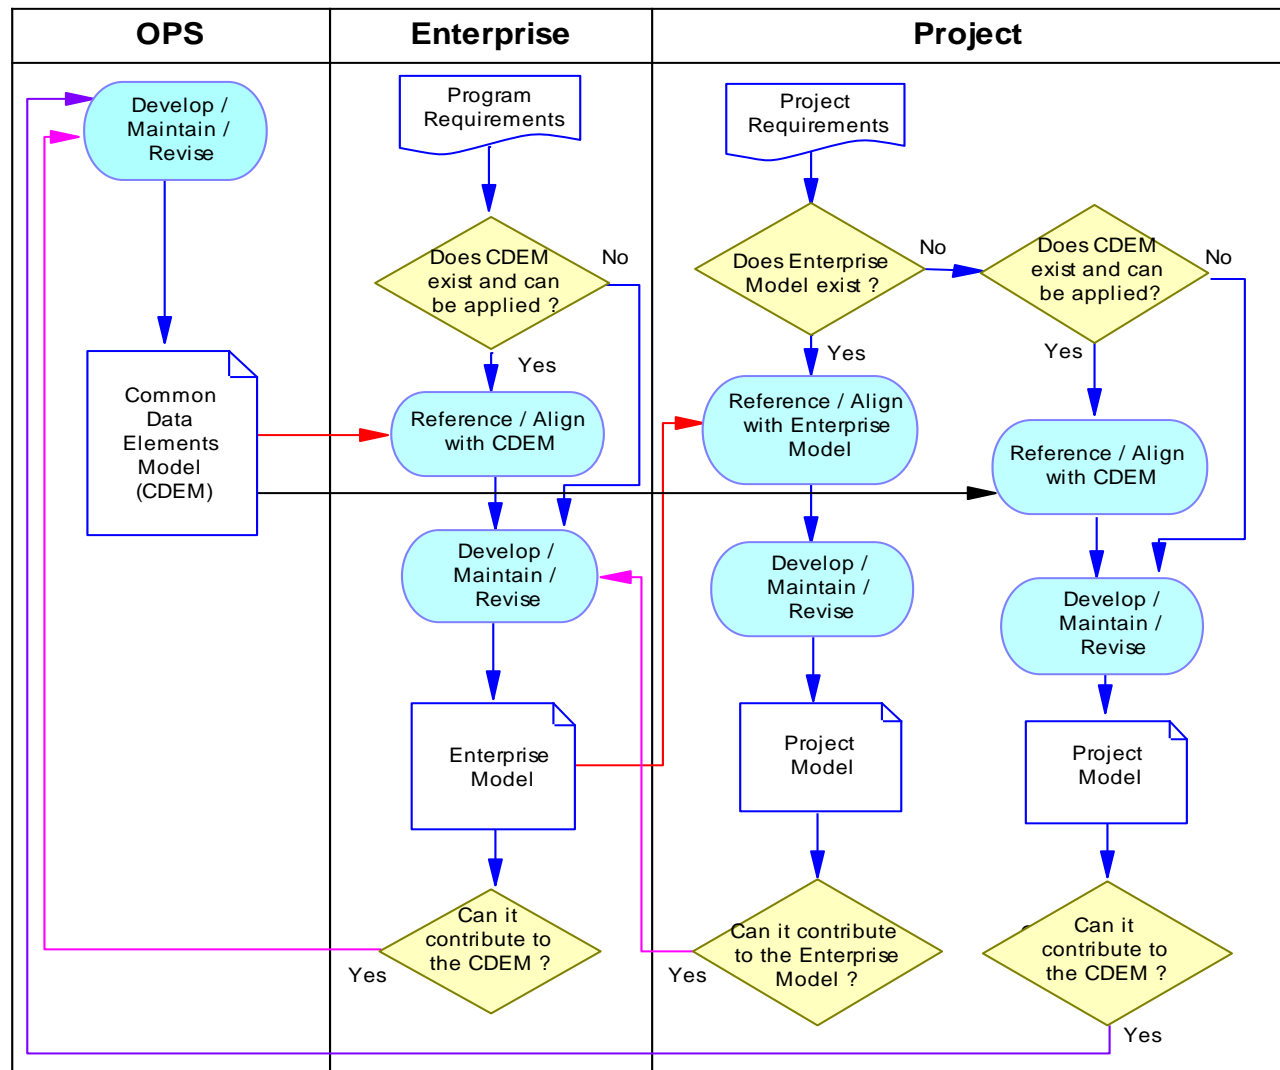 OPS
Enterprise
Project
Develop /
Maintain /
Revise
Common
Data
Elements
Model
(CDEM)
Program
Requirements
Does CDEM
exist and can
be applied ?
No
Yes
Reference / Align
with CDEM
Develop /
Maintain /
Revise
Enterprise
Model
Can it
contribute to
the CDEM ?
Yes
Project
Requirements
Does Enterprise
Model exist ?
No
Yes
Reference / Align
with Enterprise
Model
Develop /
Maintain /
Revise
Project
Model
Can it contribute
to the Enterprise
Model ?
Yes
Does CDEM
exist and can
be applied?
No
Yes
Reference / Align
with CDEM
Develop /
Maintain /
Revise
Project
Model
Can it
contribute to
the CDEM ?
Yes